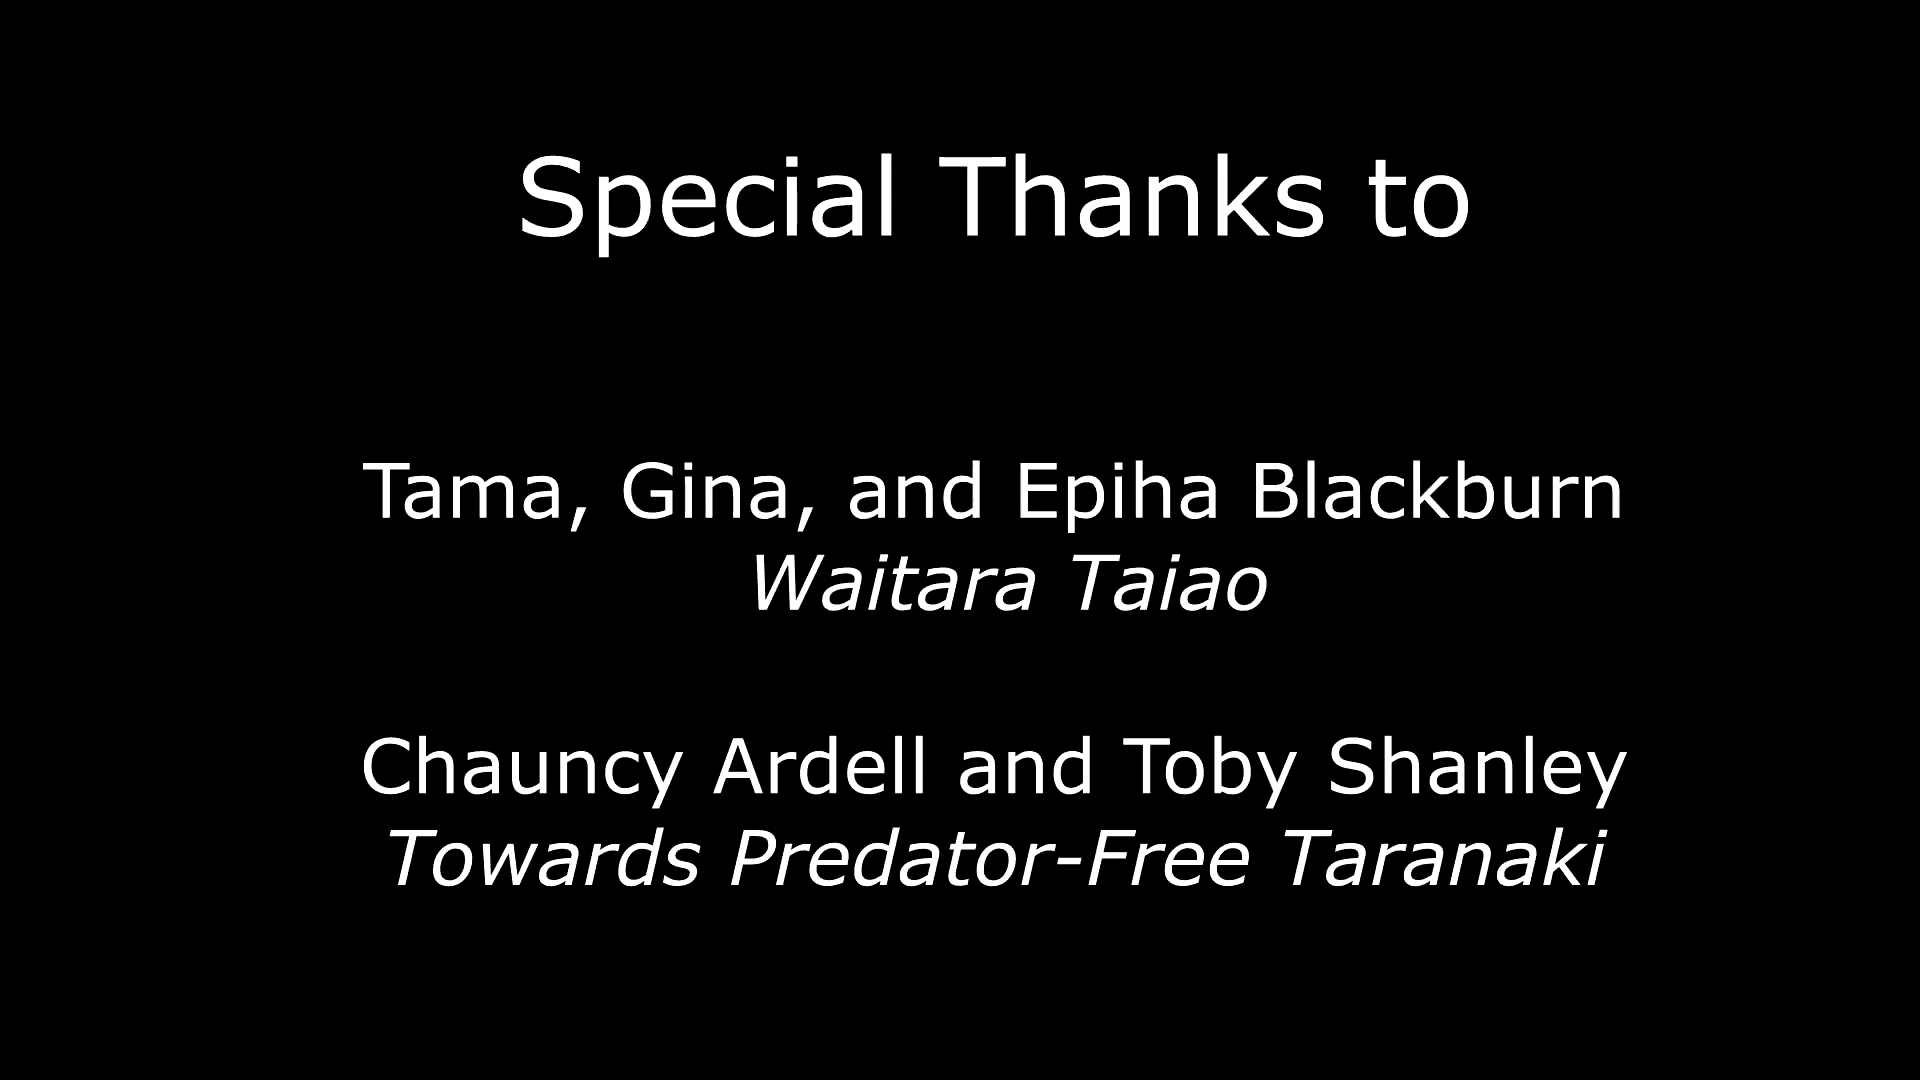 Special Thanks to
Tama, Gina, and Epiha Blackburn
Waitara Taiao
Chauncy Ardell and Toby Shanley
Towards Predator-Free Taranaki